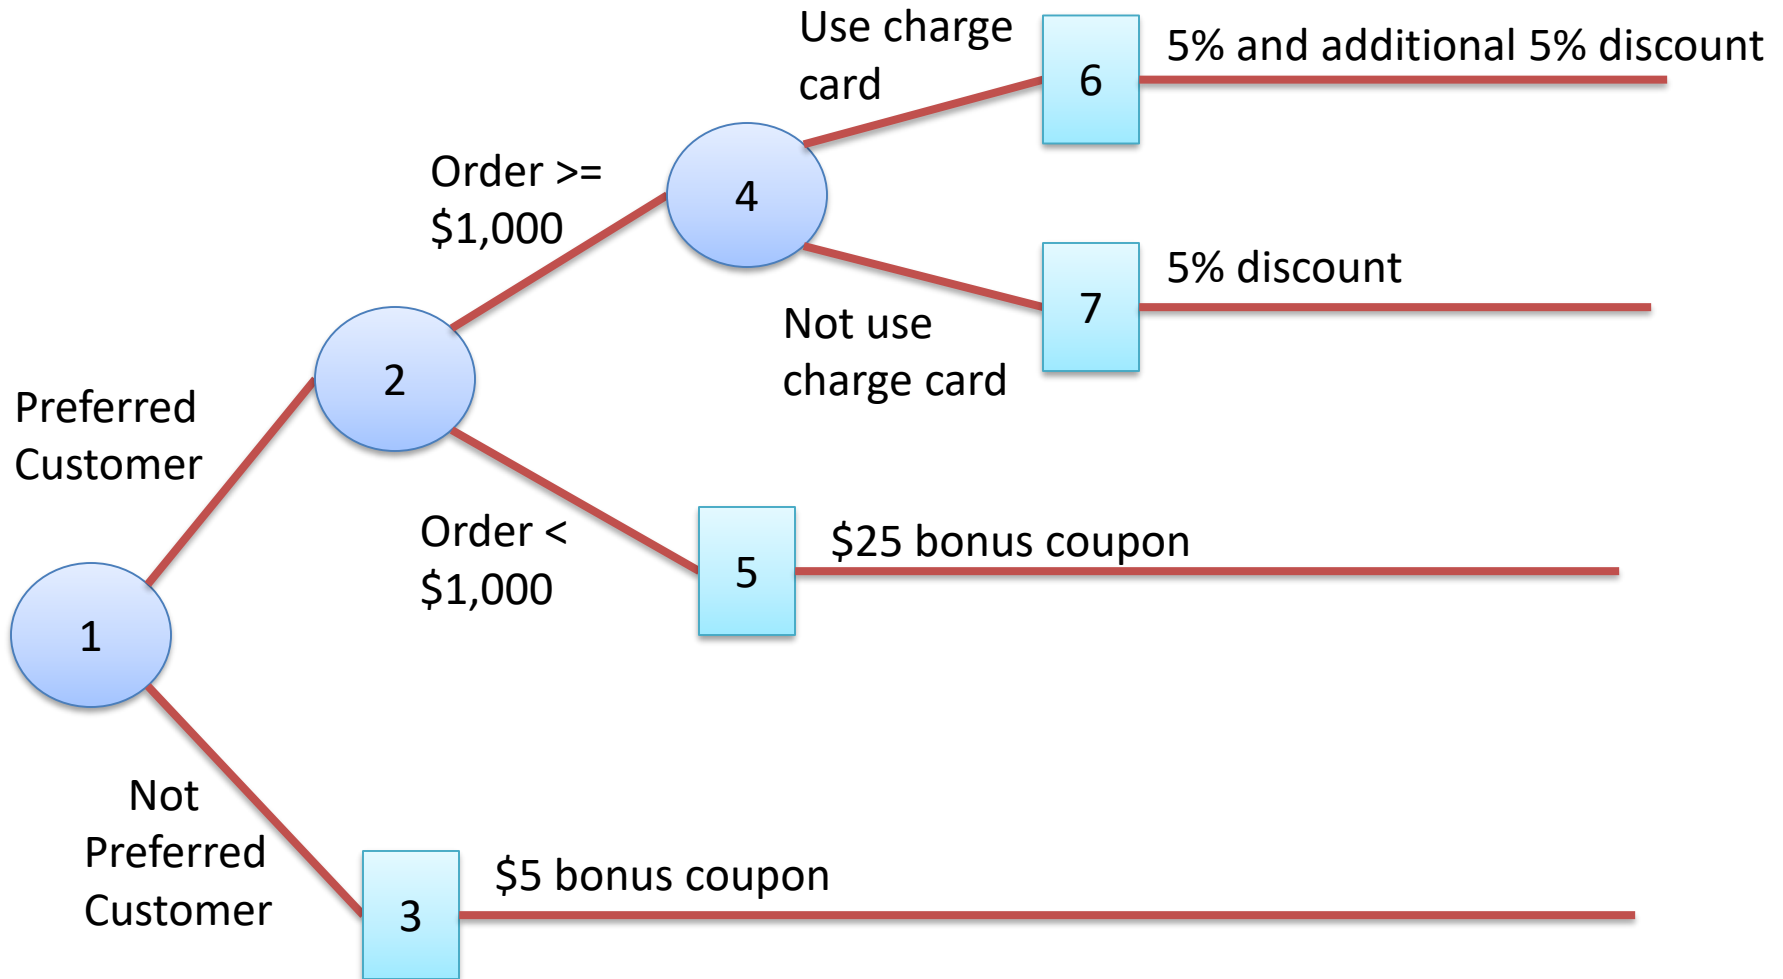 Use charge
card
6
5% and additional 5% discount
Order >=
$1,000
4
5% discount
7
Not use
charge card
2
Preferred
Customer
Order <
$1,000
5
$25 bonus coupon
1
Not
Preferred
Customer
3
$5 bonus coupon